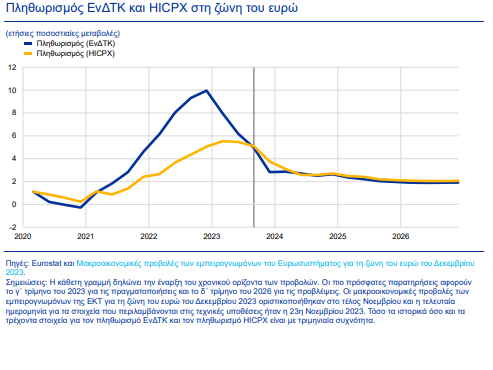 Πληθωρισμός ΕνΔΤΚ και HICPX στη ζώνη του ευρώ
(ετήσιες ποσοστιαίες μεταβολές)
Πληθωρισμός (ΕνΔΤΚ)
Πληθωρισμός (HICPX)
12
10
8
6
4
2
0
-2
2020 2021 2022 2023 2024 2025 2026
Πηγές: Eurostat και Μακροοικονομικές προβολές των εμπειρογνωμόνων του Ευρωσυστήματος για τη ζώνη του ευρώ του Δεκεμβρίου
2023.
Σημειώσεις: Η κάθετη γραμμή δηλώνει την έναρξη του χρονικού ορίζοντα των προβολών. Οι πιο πρόσφατες παρατηρήσεις αφορούν
το γ΄ τρίμηνο του 2023 για τις πραγματοποιήσεις και το δ΄ τρίμηνο του 2026 για τις προβλέψεις. Οι μακροοικονομικές προβολές των
εμπειρογνωμόνων της ΕΚΤ για τη ζώνη του ευρώ του Δεκεμβρίου 2023 οριστικοποιήθηκαν στο τέλος Νοεμβρίου και η τελευταία
ημερομηνία για τα στοιχεία που περιλαμβάνονται στις τεχνικές υποθέσεις ήταν η 23η Νοεμβρίου 2023. Τόσο τα ιστορικά όσο και τα
τρέχοντα στοιχεία για τον πληθωρισμό ΕνΔΤΚ και τον πληθωρισμό HICPX είναι με τριμηνιαία συχνότητα.